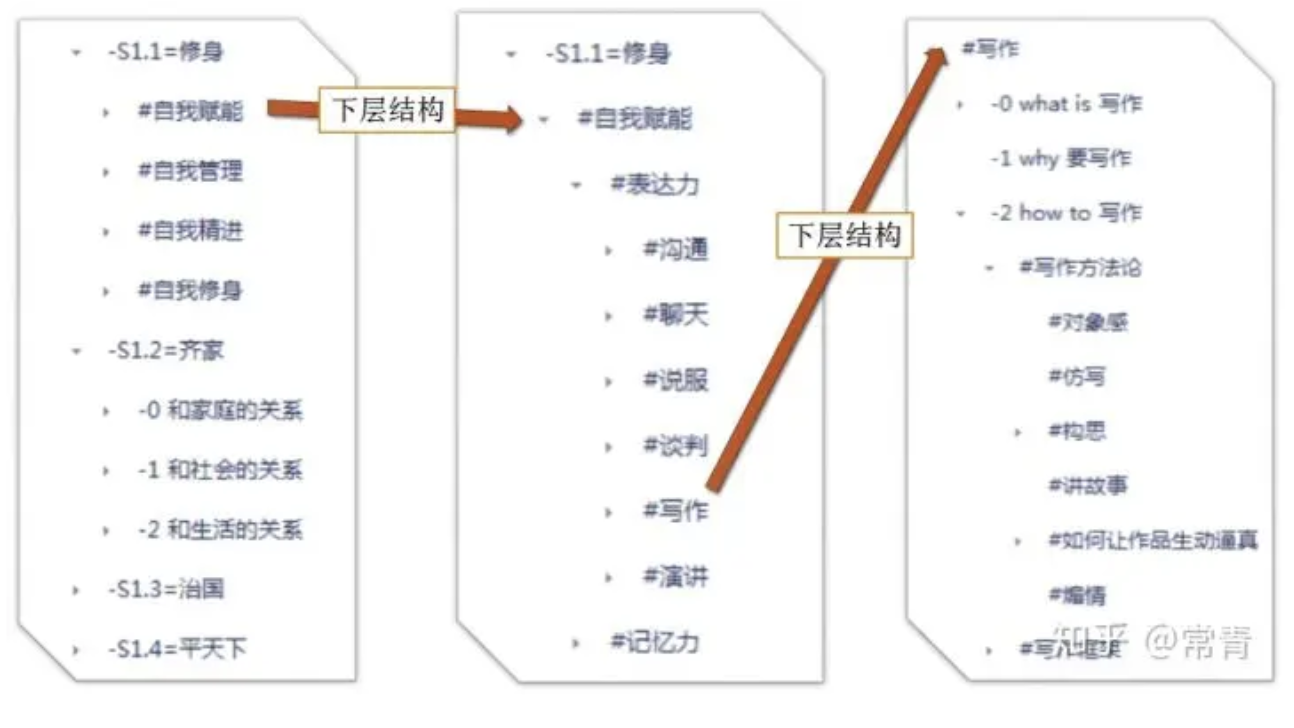 -S1.1=修身
#自我赋能
#自我管理
#自我精进
#自我修身
-S1.2=齐家
-0 和家庭的关系
-1 和社会的关系
-2 和生活的关系
-S1.3=治国
-S1.4=平天下
下层结构
-S1.1=修身
#自我赋能
#表达力
#沟通
#聊天
#说服
#谈判
#写作
#演讲
#记忆力
下层结构
#写作
-0 what is 写作
-1 why 要写作
-2 how to 写作
#写作方法论
#对象感
#仿写
#构思
#讲故事
#如何让作品生动逼真
#煽情
知乎 @常青